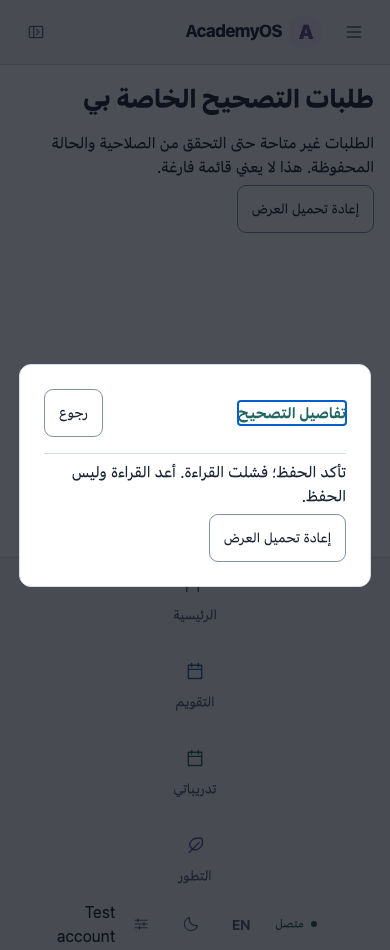 AcademyOS
A
طلبات التصحيح الخاصة بي
الطلبات غير متاحة حتى التحقق من الصلاحية والحالة
المحفوظة. هذا لا يعني قائمة فارغة.
إعادة تحميل العرض
تفاصيل التصحيح
رجوع
تأكد الحفظ؛ فشلت القراءة. أعد القراءة وليس
الحفظ.
إعادة تحميل العرض
الرئيسية
التقويم
تدريباتي
التطور
متصل
EN
Test
account